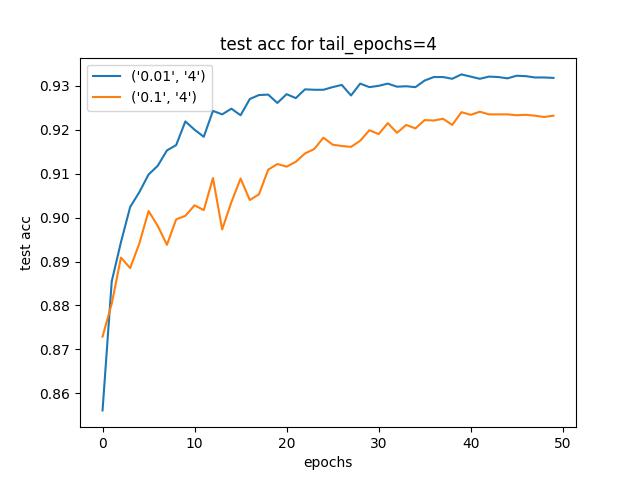 test acc for tail_epochs=4
('0.01', '4')
('0.1', '4')
test acc
0.93
0.92
0.91
0.90
0.89
0.88
0.87
0.86
0 10 20 30 40 50
epochs